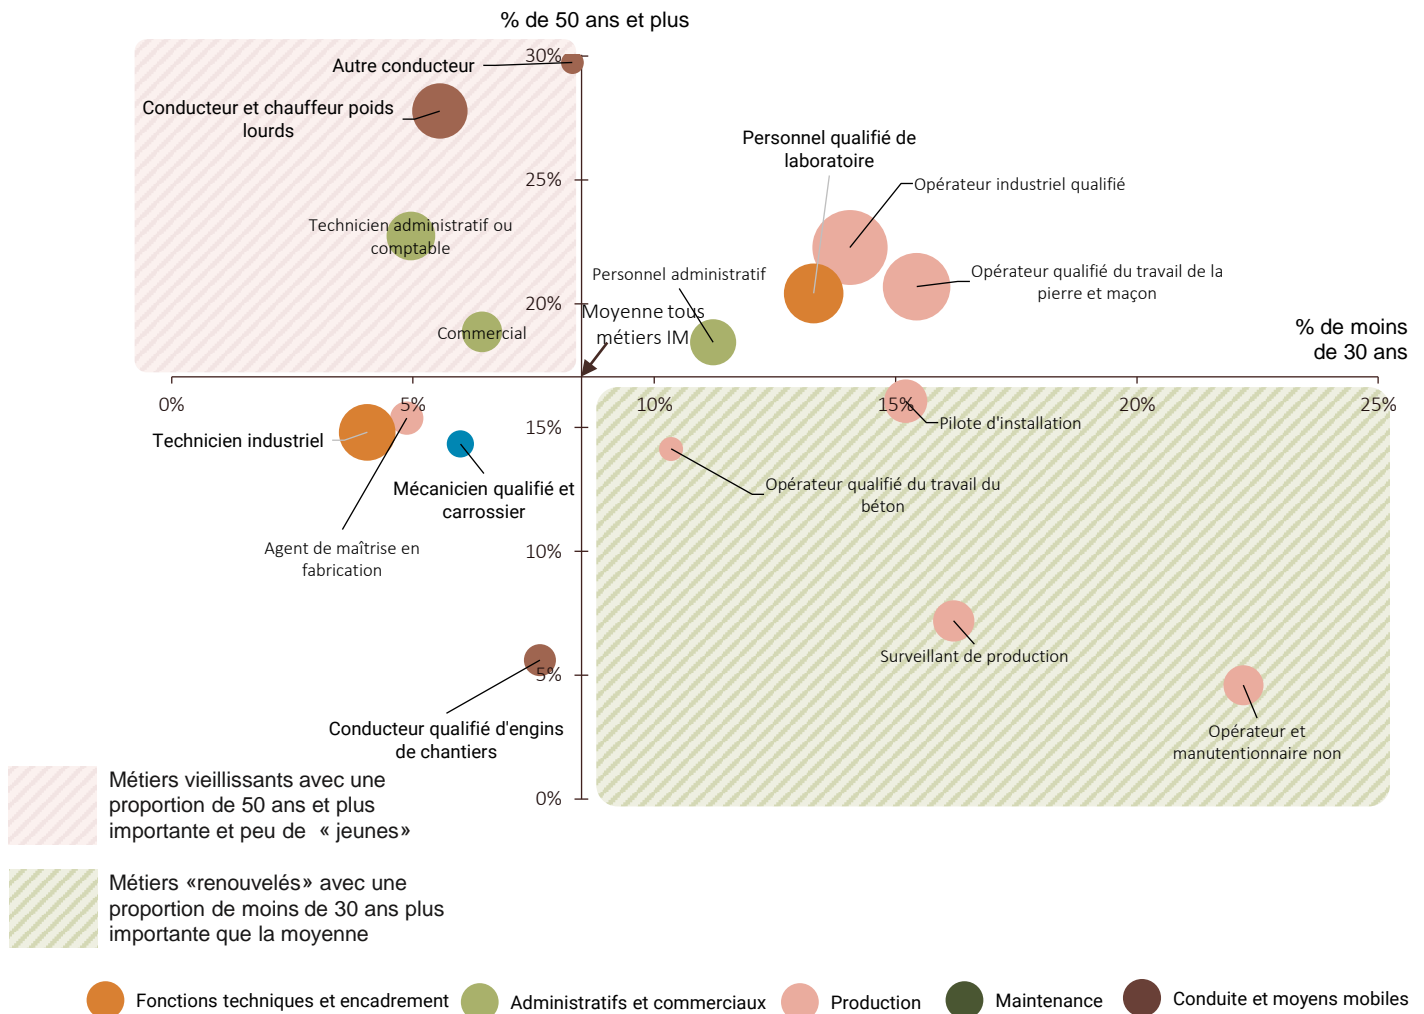 % de 50 ans et plus
30%
Autre conducteur
Conducteur et chauffeur poids
lourds
Personnel qualifié de
laboratoire
25%
Opérateur industriel qualifié
Technicien administratif ou
comptable
Personnel administratif
Opérateur qualifié du travail de la
pierre et maçon
20%
Moyenne tous
métiers IM
Commercial
% de moins
de 30 ans
0%
5%
10%
15%
20%
25%
Technicien industriel
15%
Pilote d'installation
Mécanicien qualifié et
carrossier
Opérateur qualifié du travail du
béton
Agent de maîtrise en
fabrication
10%
Surveillant de production
5%
Conducteur qualifié d'engins
de chantiers
Opérateur et
manutentionnaire non
0%
Métiers vieillissants avec une
proportion de 50 ans et plus
importante et peu de « jeunes»
Métiers «renouvelés» avec une
proportion de moins de 30 ans plus
importante que la moyenne
Fonctions techniques et encadrement
Administratifs et commerciaux
Production
Maintenance
Conduite et moyens mobiles